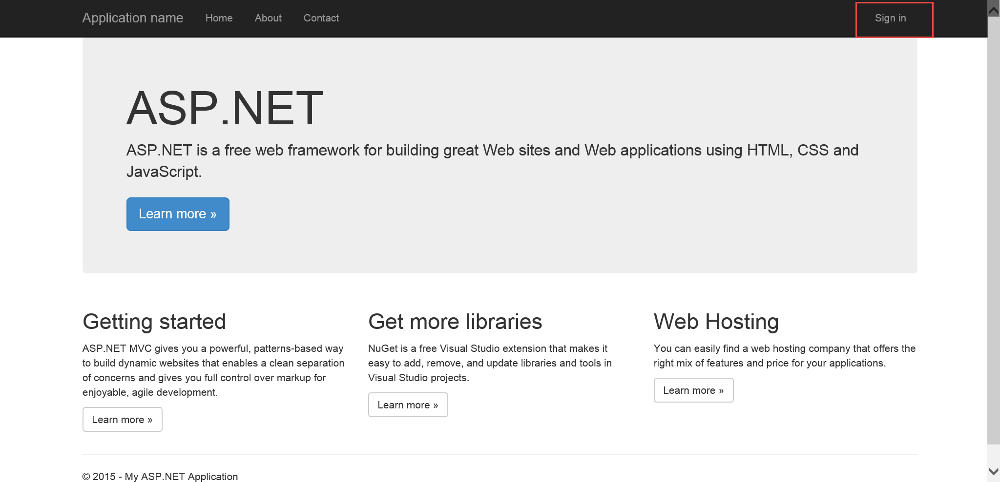 Application name Home About Contact Sign in
ASP.NET
ASP.NET is a free web framework for building great Web sites and Web applications using HTML, CSS and
JavaScript.
Learn more »
Getting started
ASP.NET MVC gives you a powerful, patterns-based way
to build dynamic websites that enables a clean separation
of concerns and gives you full control over markup for
enjoyable, agile development.
Learn more »
Get more libraries
NuGet is a free Visual Studio extension that makes it
easy to add, remove, and update libraries and tools in
Visual Studio projects.
Learn more »
Web Hosting
You can easily find a web hosting company that offers the
right mix of features and price for your applications.
Learn more »
© 2015 - My ASP.NET Application